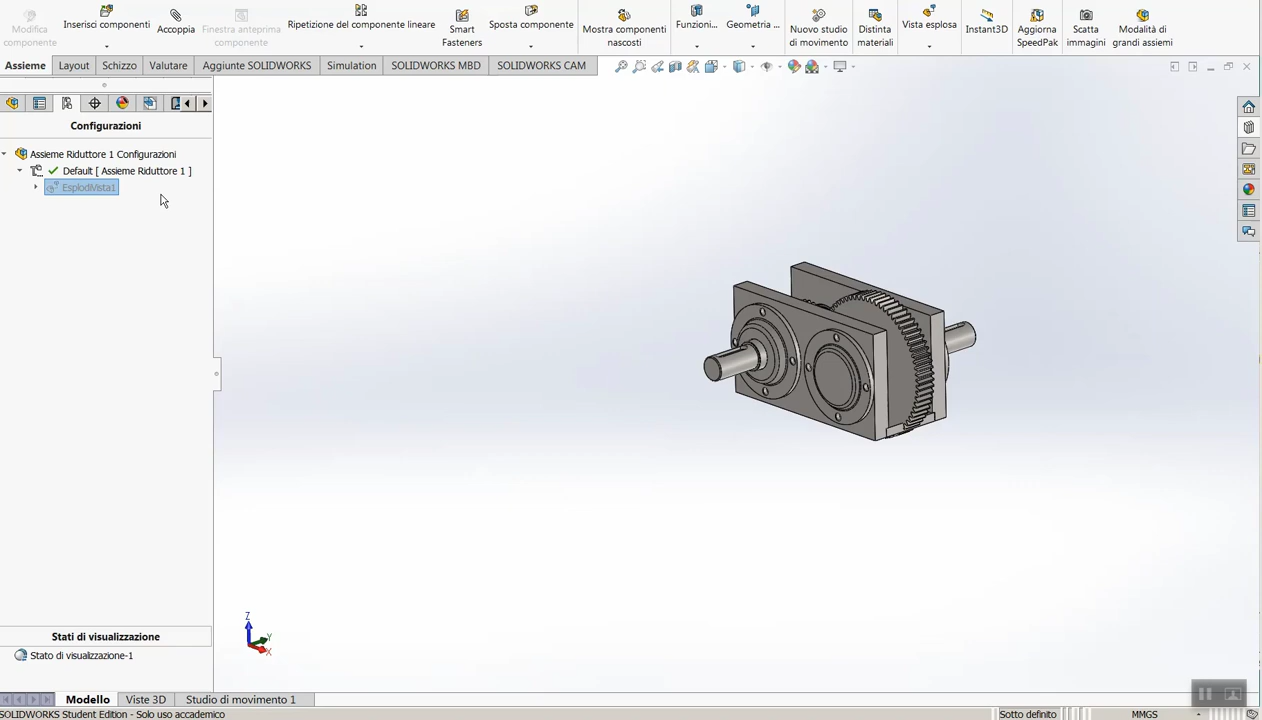 Modifica componente
Inserisci componenti
Accoppia
Finestra anteprima componente
Ripetizione del componente lineare
Smart Fasteners
Sposta componente
Mostra componenti nascosti
Funzioni...
Geometria ...
Nuovo studio di movimento
Distinta materiali
Vista esplosa
Instant3D
Aggiorna SpeedPak
Scatta immagini
Modalità di grandi assiemi
Assieme Layout Schizzo Valutare Aggiunte SOLIDWORKS Simulation SOLIDWORKS MBD SOLIDWORKS CAM
Configurazioni
Assieme Riduttore 1 Configurazioni
Default [ Assieme Riduttore 1 ]
EsplodiVista1
Z
Y
X
Stati di visualizzazione
Stato di visualizzazione-1
Modello Viste 3D Studio di movimento 1
SOLIDWORKS Student Edition - Solo uso accademico
Sotto definito
MMGS